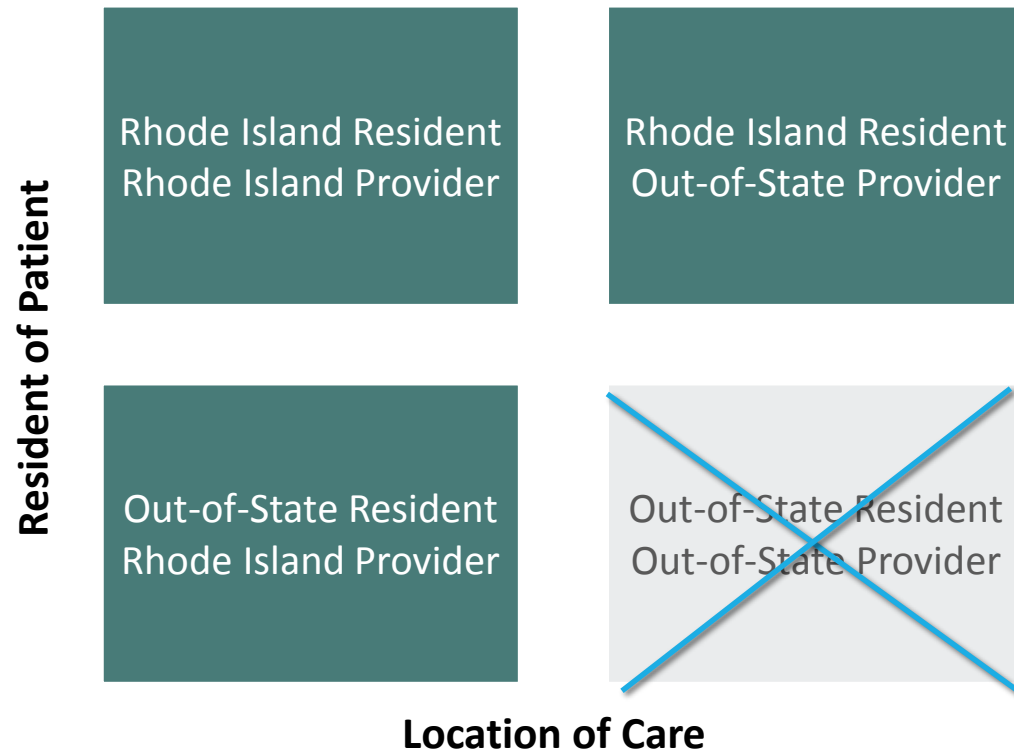 Resident of Patient
Rhode Island Resident
Rhode Island Provider
Rhode Island Resident
Out-of-State Provider
Out-of-State Resident
Rhode Island Provider
Out-of-State Resident
Out-of-State Provider
Location of Care